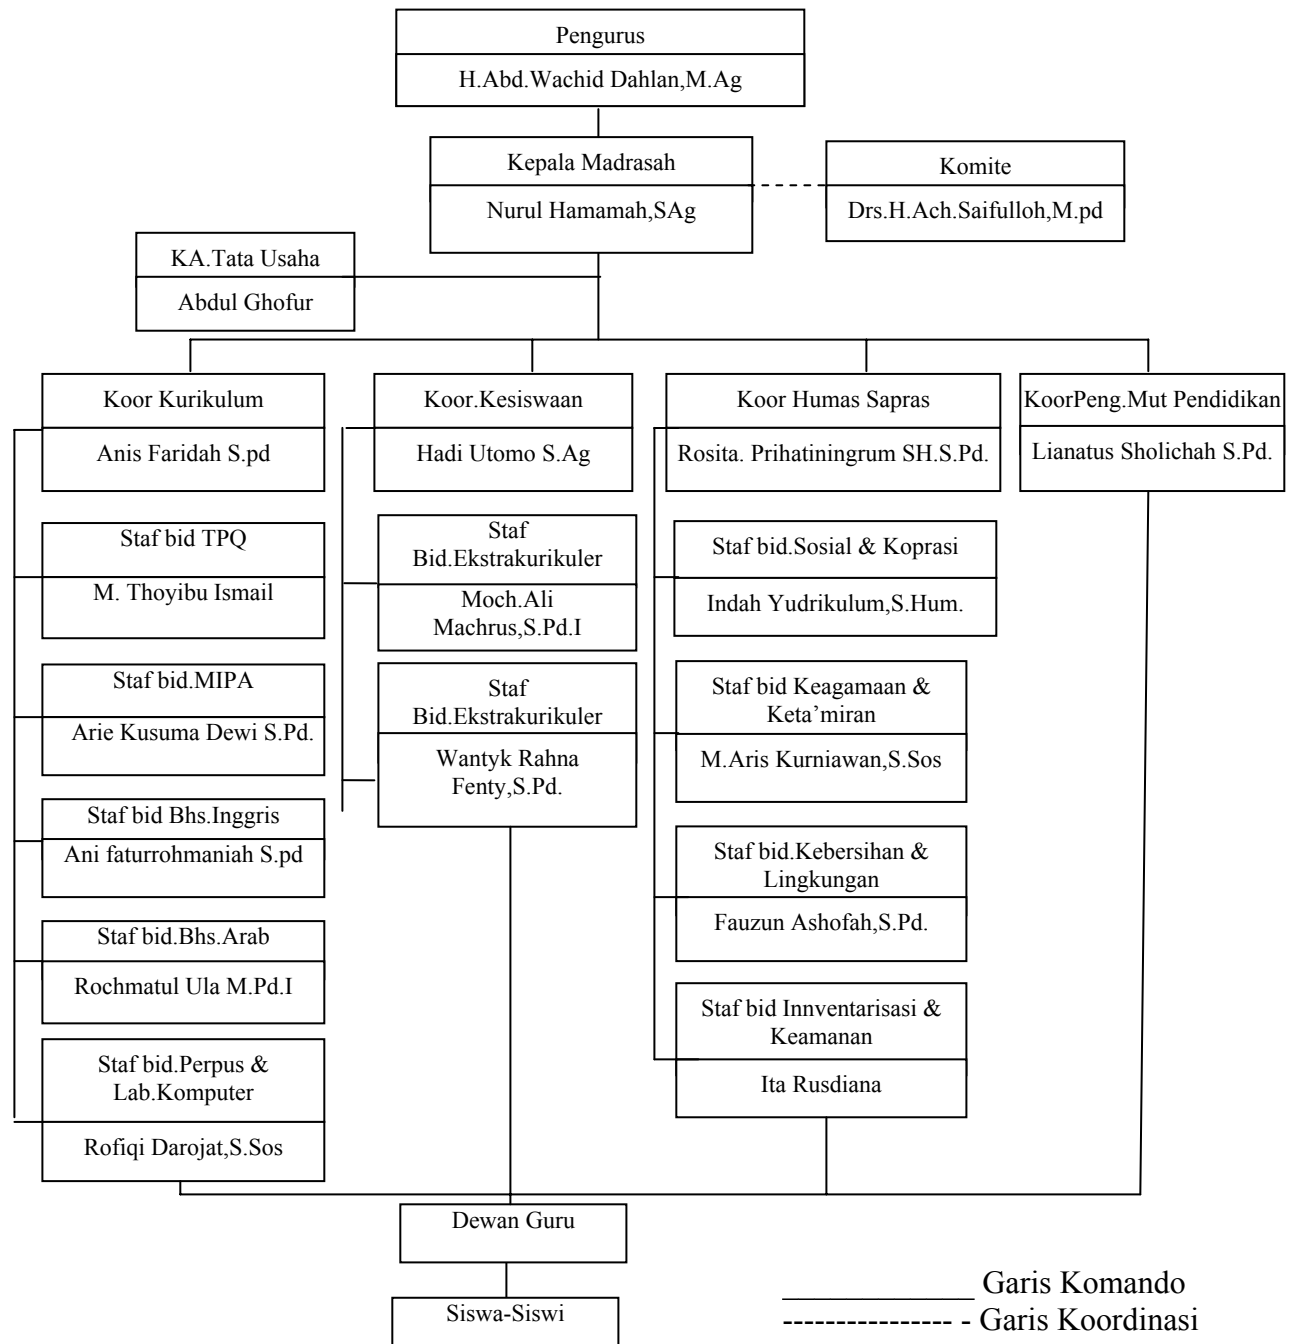 Pengurus
H.Abd.Wachid Dahlan,M.Ag
Kepala Madrasah
Nurul Hamamah,SAg
Komite
Drs.H.Ach.Saifulloh,M.pd
KA.Tata Usaha
Abdul Ghofur
Koor Kurikulum
Anis Faridah S.pd
Staf bid TPQ
M. Thoyibu Ismail
Staf bid.MIPA
Arie Kusuma Dewi S.Pd.
Staf bid Bhs.Inggris
Ani faturrohmaniah S.pd
Staf bid.Bhs.Arab
Rochmatul Ula M.Pd.I
Staf bid.Perpus &
Lab.Komputer
Rofiqi Darojat,S.Sos
Koor.Kesiswaan
Hadi Utomo S.Ag
Staf
Bid.Ekstrakurikuler
Moch.Ali
Machrus,S.Pd.I
Staf
Bid.Ekstrakurikuler
Wantyk Rahna
Fenty,S.Pd.
Koor Humas Sapras
Rosita. Prihatiningrum SH.S.Pd.
Staf bid.Sosial & Koprasi
Indah Yudrikulum,S.Hum.
Staf bid Keagamaan &
Keta’miran
M.Aris Kurniawan,S.Sos
Staf bid.Kebersihan &
Lingkungan
Fauzun Ashofah,S.Pd.
Staf bid Innventarisasi &
Keamanan
Ita Rusdiana
KoorPeng.Mut Pendidikan
Lianatus Sholichah S.Pd.
Dewan Guru
Siswa-Siswi
Garis Komando
Garis Koordinasi